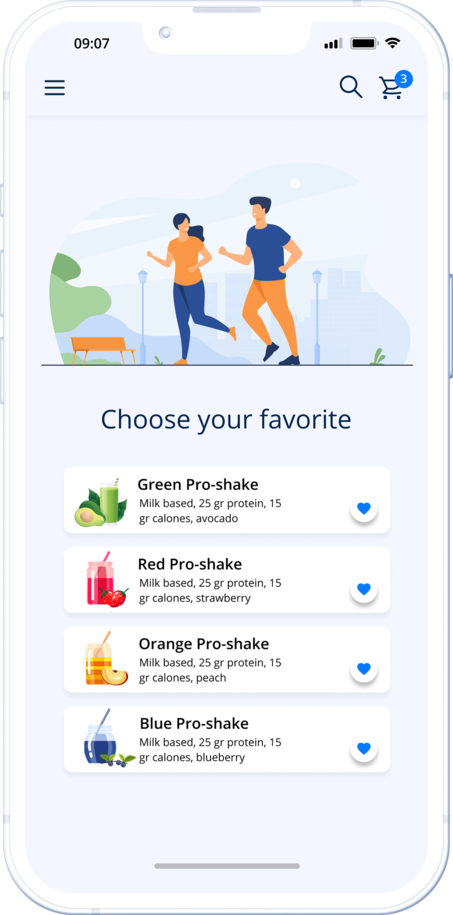 09:07
3
Choose your favorite
Green Pro-shake
Milk based, 25 gr protein, 15
gr calones, avocado
Red Pro-shake
Milk based, 25 gr protein, 15
gr calones, strawberry
Orange Pro-shake
Milk based, 25 gr protein, 15
gr calones, peach
Blue Pro-shake
Milk based, 25 gr protein, 15
gr calones, blueberry